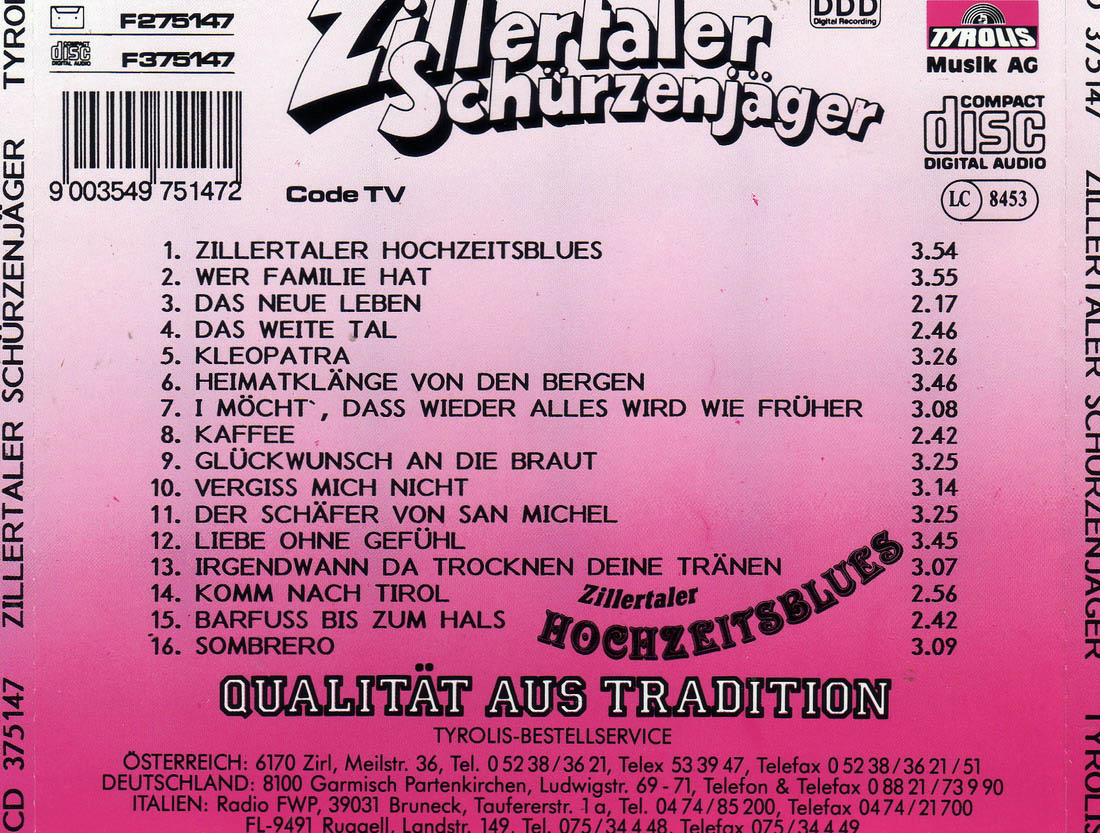 F275147
COMPACT disc DIGITAL AUDIO
F375147
Zillertaler
Schürzenjäger
DDD
Digital Recording
TYROLIS
Musik AG
COMPACT
disc
DIGITAL AUDIO
LC 8453
9 003549 751472
Code TV
1. ZILLERTALER HOCHZEITSBLUES 3.54
2. WER FAMILIE HAT 3.55
3. DAS NEUE LEBEN 2.17
4. DAS WEITE TAL 2.46
5. KLEOPATRA 3.26
6. HEIMATKLÄNGE VON DEN BERGEN 3.46
7. I MÖCHT`, DASS WIEDER ALLES WIRD WIE FRÜHER 3.08
8. KAFFEE 2.42
9. GLÜCKWUNSCH AN DIE BRAUT 3.25
10. VERGISS MICH NICHT 3.14
11. DER SCHÄFER VON SAN MICHEL 3.25
12. LIEBE OHNE GEFÜHL 3.45
13. IRGENDWANN DA TROCKNEN DEINE TRÄNEN 3.07
14. KOMM NACH TIROL 2.56
15. BARFUSS BIS ZUM HALS 2.42
16. SOMBRERO 3.09
Zillertaler
HOCHZEITSBLUES
QUALITÄT AUS TRADITION
TYROLIS-BESTELLSERVICE
ÖSTERREICH: 6170 Zirl, Meilstr. 36, Tel. 0 52 38/36 21, Telex 53 39 47, Telefax 0 52 38/36 21/51
DEUTSCHLAND: 8100 Garmisch Partenkirchen, Ludwigstr. 69 - 71, Telefon & Telefax 0 88 21/73 9 90
ITALIEN: Radio FWP, 39031 Bruneck, Taufererstr. 1a, Tel. 04 74/85 200, Telefax 04 74/21 700
FL-9491 Ruggell, Landstr. 149, Tel. 075/34 4 48, Telefax 075/34 4 49
CD 375147 ZILLERTALER SCHÜRZENJÄGER
375147 ZILLERTALER SCHÜRZENJÄGER TYROLIS